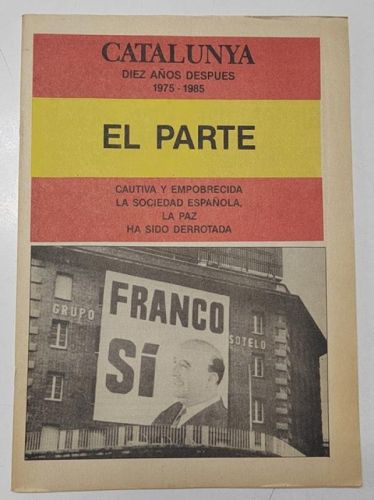 CATALUNYA
DIEZ AÑOS DESPUES
1975 - 1985
EL PARTE
CAUTIVA Y EMPOBRECIDA
LA SOCIEDAD ESPAÑOLA,
LA PAZ
HA SIDO DERROTADA
FRANCO
SÍ
GRUPO
SOTELO